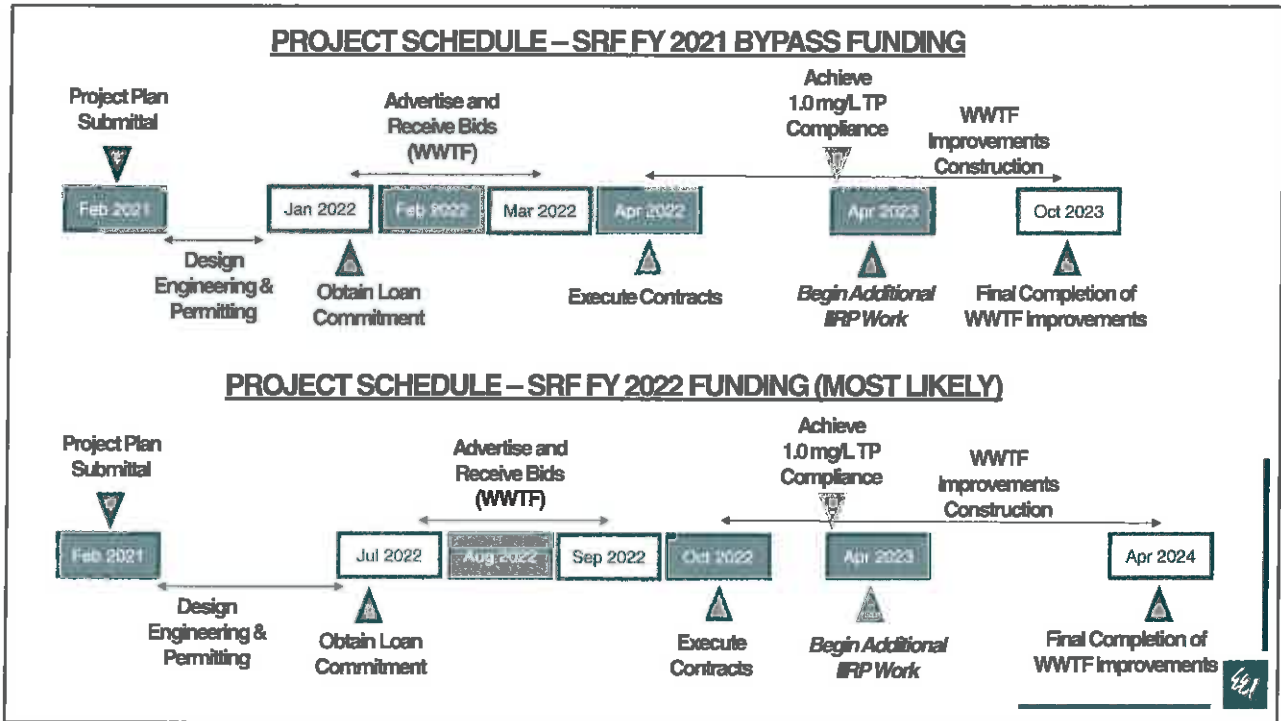 PROJECT SCHEDULE – SRF FY 2021 BYPASS FUNDING
Project Plan
Submittal
Advertise and
Receive Bids
(WWTF)
Achieve
1.0 mg/L TP
Compliance
WWTF
Improvements
Construction
Feb 2021
Jan 2022
Feb 2022
Mar 2022
Apr 2022
Apr 2023
Oct 2023
Design
Engineering &
Permitting
Obtain Loan
Commitment
Execute Contracts
Begin Additional
IRP Work
Final Completion of
WWTF Improvements
PROJECT SCHEDULE – SRF FY 2022 FUNDING (MOST LIKELY)
Project Plan
Submittal
Advertise and
Receive Bids
(WWTF)
Achieve
1.0 mg/L TP
Compliance
WWTF
Improvements
Construction
Feb 2021
Jul 2022
Aug 2022
Sep 2022
Oct 2022
Apr 2023
Apr 2024
Design
Engineering &
Permitting
Obtain Loan
Commitment
Execute
Contracts
Begin Additional
IRP Work
Final Completion of
WWTF Improvements